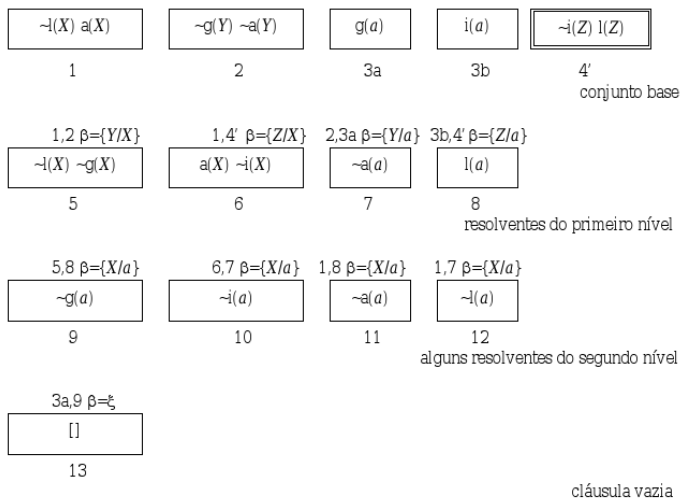 ~l(X) a(X) ~g(Y) ~a(Y) g(a) i(a) ~i(Z) l(Z)
1 2 3a 3b 4'
conjunto base
1,2 β={Y/X} 1,4' β={Z/X} 2,3a β={Y/a} 3b,4' β={Z/a}
~l(X) ~g(X) a(X) ~i(X) ~a(a) l(a)
5 6 7 8
resolventes do primeiro nível
5,8 β={X/a} 6,7 β={X/a} 1,8 β={X/a} 1,7 β={X/a}
~g(a) ~i(a) ~a(a) ~l(a)
9 10 11 12
alguns resolventes do segundo nível
3a,9 β=ξ
[]
13
cláusula vazia